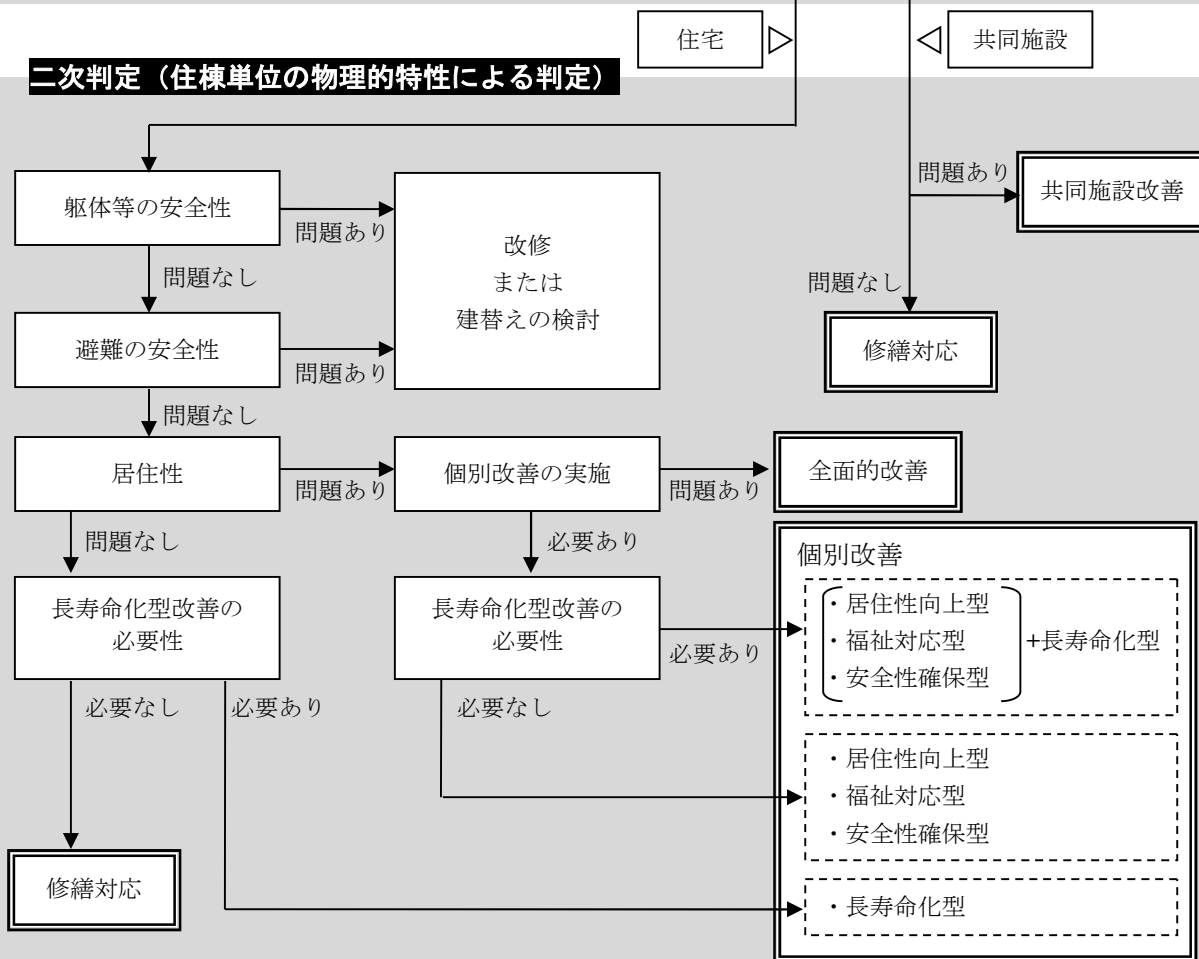 住宅
共同施設
二次判定（住棟単位の物理的特性による判定）
躯体等の安全性
問題あり
改修
または
建替えの検討
問題あり
共同施設改善
問題なし
問題なし
避難の安全性
問題あり
修繕対応
問題なし
居住性
問題あり
個別改善の実施
問題あり
全面的改善
問題なし
必要あり
個別改善
長寿命化型改善の
必要性
長寿命化型改善の
必要性
必要あり
・居住性向上型
・福祉対応型
・安全性確保型
+長寿命化型
必要なし
必要あり
必要なし
・居住性向上型
・福祉対応型
・安全性確保型
修繕対応
・長寿命化型